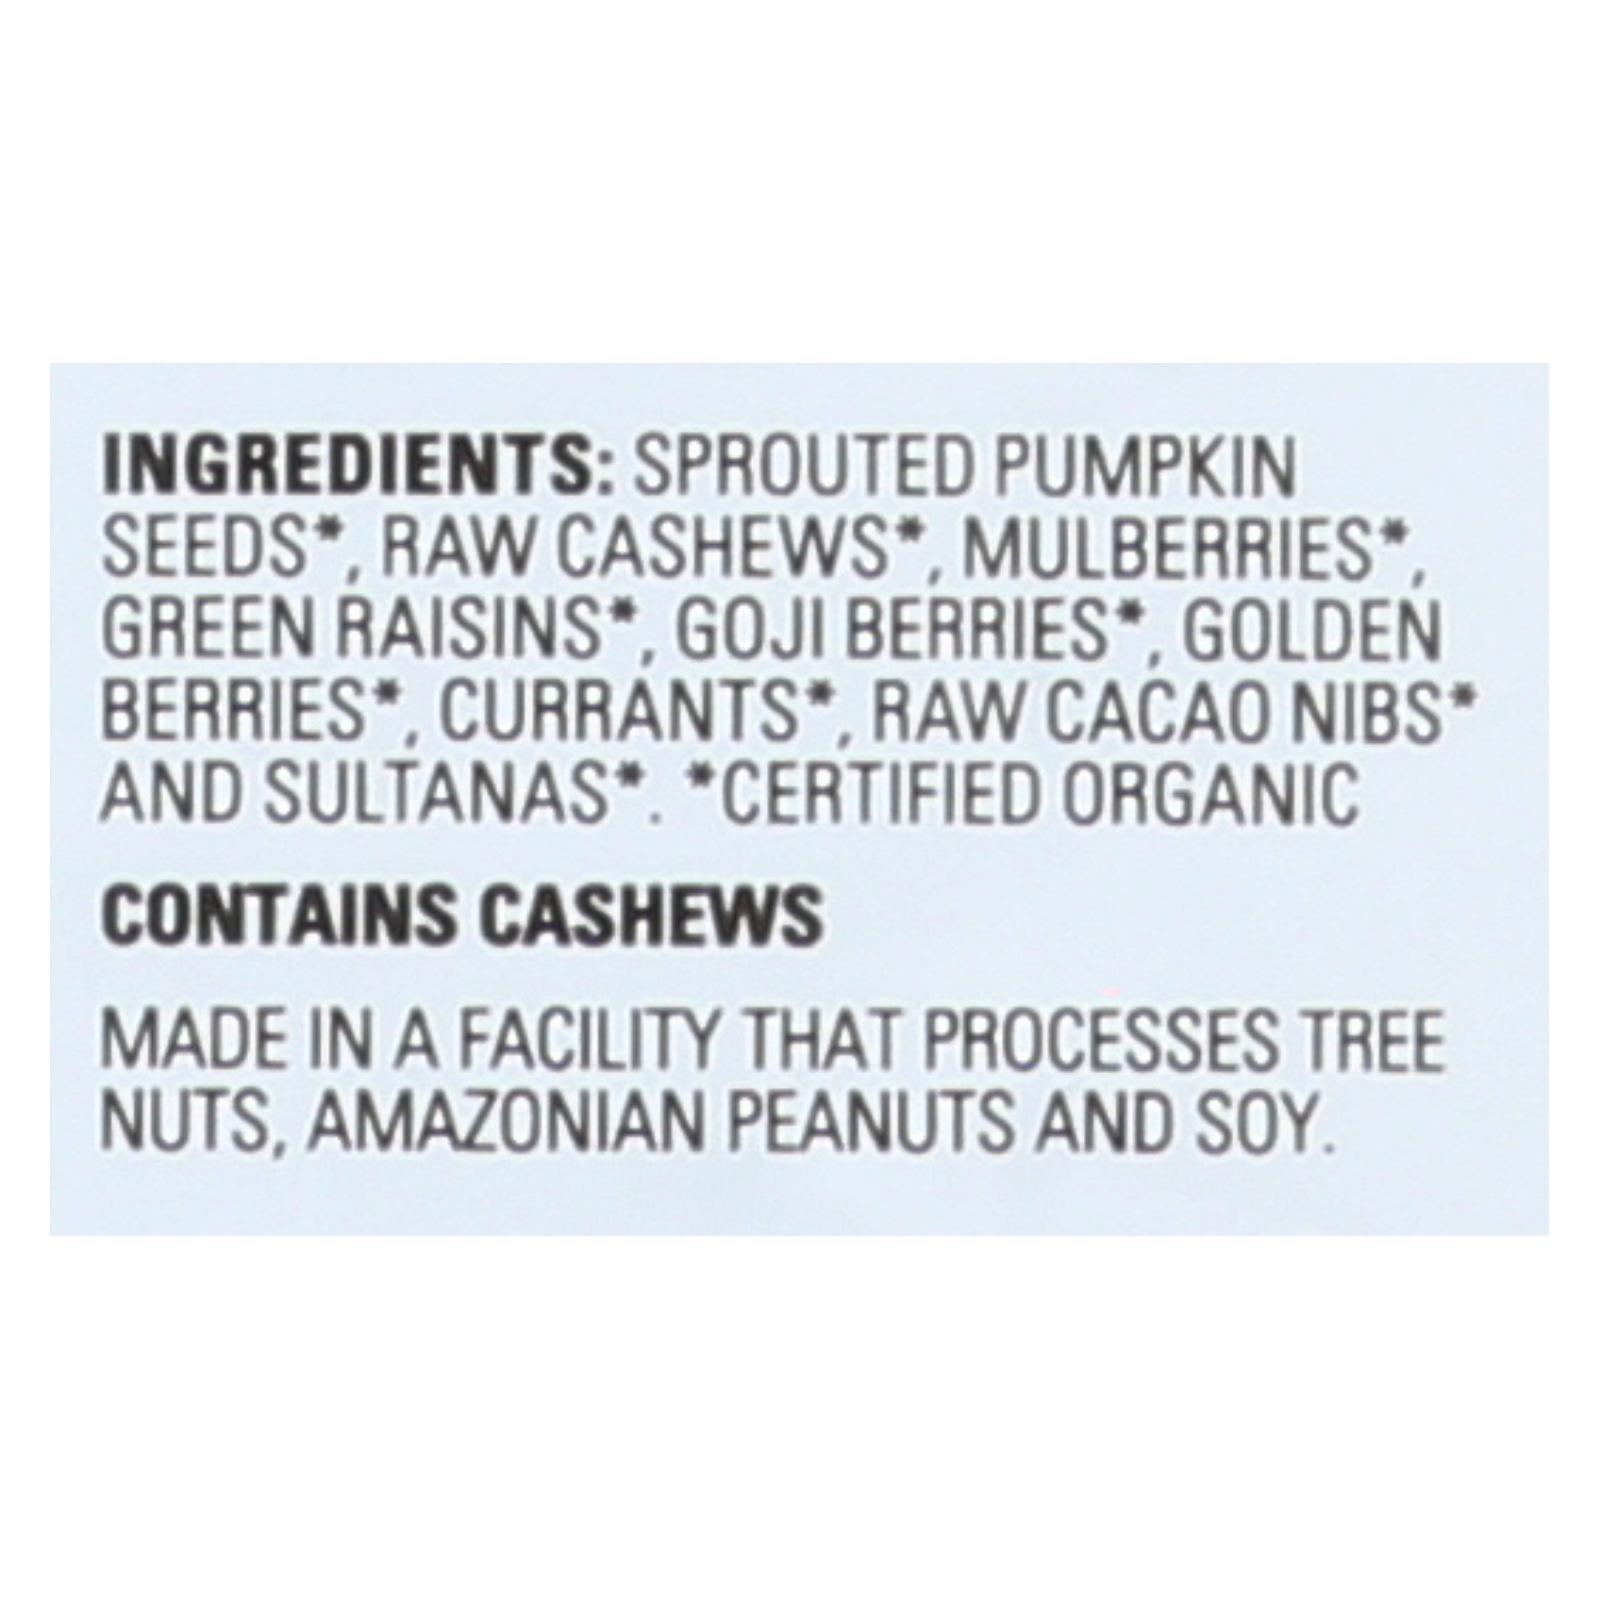 INGREDIENTS: SPROUTED PUMPKIN
SEEDS*, RAW CASHEWS*, MULBERRIES*,
GREEN RAISINS*, GOJI BERRIES*, GOLDEN
BERRIES*, CURRANTS*, RAW CACAO NIBS*
AND SULTANAS*. *CERTIFIED ORGANIC
CONTAINS CASHEWS
MADE IN A FACILITY THAT PROCESSES TREE
NUTS, AMAZONIAN PEANUTS AND SOY.